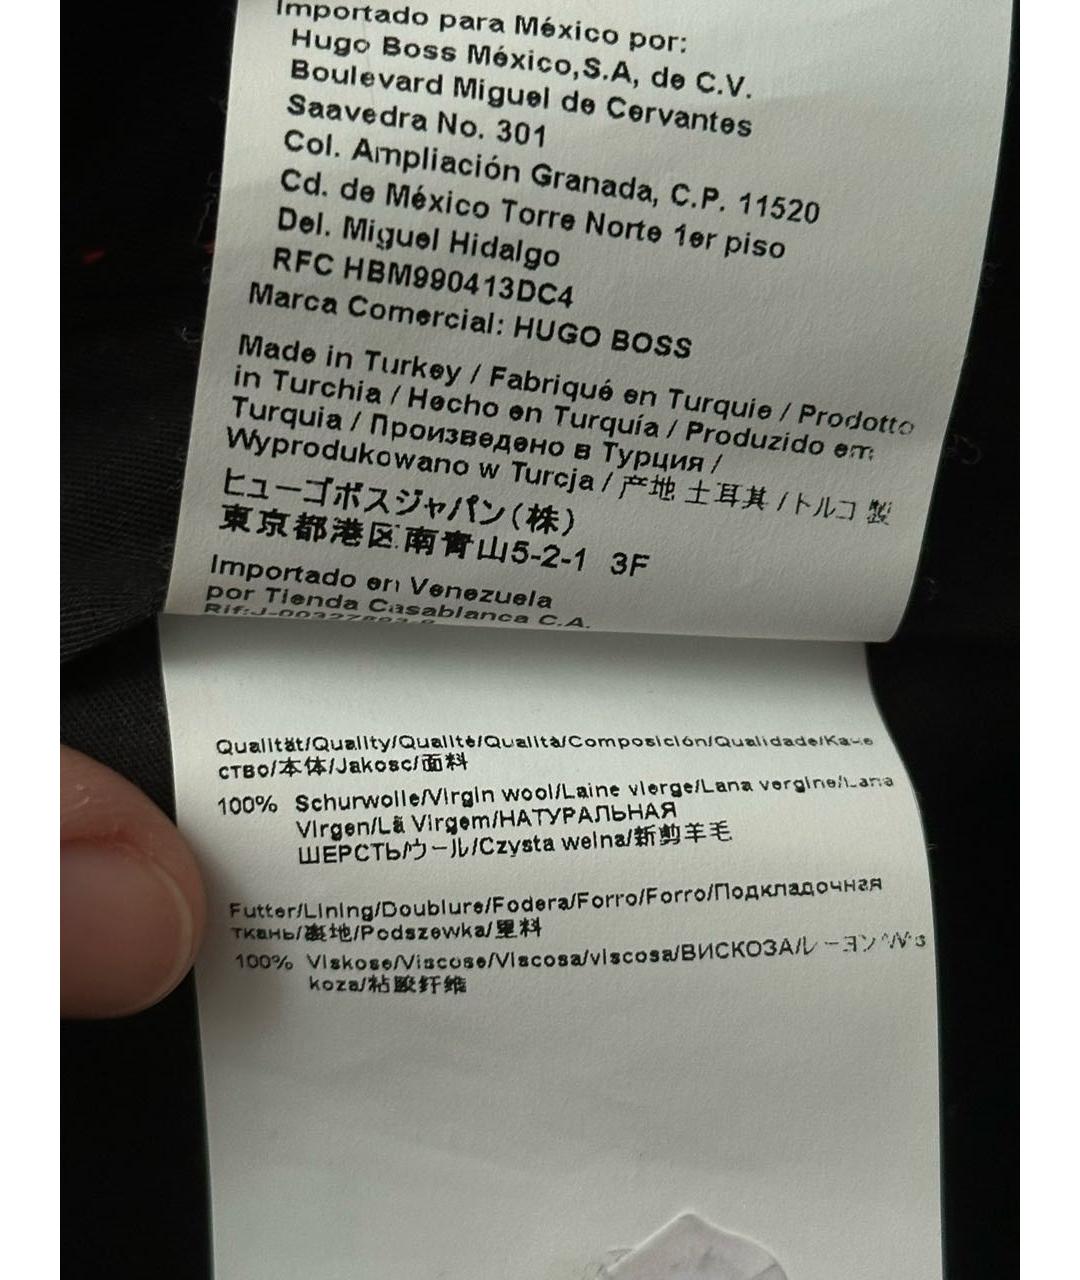 Importado para México por:
Hugo Boss México,S.A, de C.V.
Boulevard Miguel de Cervantes
Saavedra No. 301
Col. Ampliación Granada, C.P. 11520
Cd. de México Torre Norte 1er piso
Del. Miguel Hidalgo
RFC HBM990413DC4
Marca Comercial: HUGO BOSS
Made in Turkey / Fabriqué en Turquie / Prodotto
in Turchia / Hecho en Turquía / Produzido em
Turquia / Произведено в Турция /
Wyprodukowano w Turcja / 产地 土耳其 /トルコ 製
ヒューゴボスジャパン(株)
東京都港区南青山5-2-1 3F
Importado en Venezuela
por Tienda Casablanca C.A.
Qualität/Quality/Qualité/Qualità/Composición/Qualidade/Каче
ство/本体/Jakosc/面料
100% Schurwolle/Virgin wool/Laine vierge/Lana vergine/Lana
Virgen/Lã Virgem/НАТУРАЛЬНАЯ
ШЕРСТЬ/ウール/Czysta welna/新剪羊毛
Futter/Lining/Doublure/Fodera/Forro/Forro/Подкладочная
ткань/裏地/Podszewka/里料
100% Viskose/Viscose/Viscosa/viscosa/ВИСКОЗА/レーヨン/Wis
koza/粘胶纤维